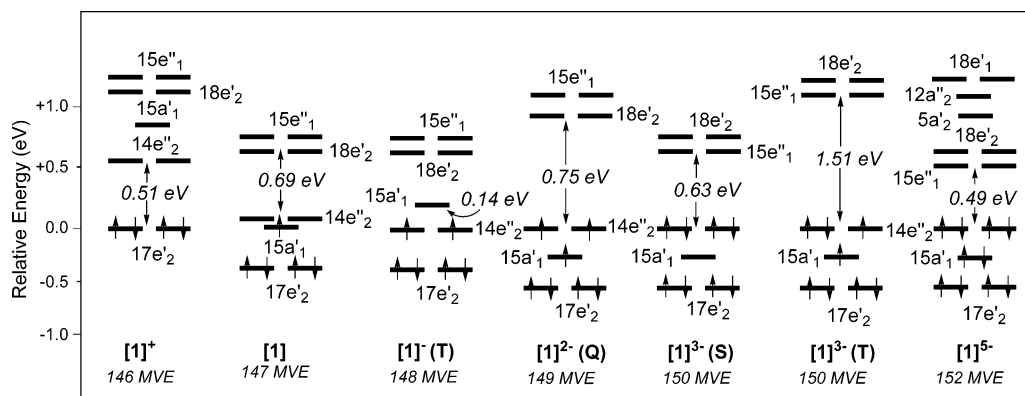 Relative Energy (eV)
+1.0
+0.5
0.0
-0.5
-1.0
15e"₁
18e'₂
15a'₁
14e"₂
0.51 eV
17e'₂
[1]⁺
146 MVE
15e"₁
18e'₂
0.69 eV
14e"₂
15a'₁
17e'₂
[1]
147 MVE
15e"₁
18e'₂
15a'₁
0.14 eV
14e"₂
17e'₂
[1]⁻ (T)
148 MVE
15e"₁
18e'₂
0.75 eV
14e"₂
15a'₁
17e'₂
[1]²⁻ (Q)
149 MVE
18e'₂
15e"₁
0.63 eV
15a'₁
17e'₂
[1]³⁻ (S)
150 MVE
18e'₂
15e"₁
1.51 eV
15a'₁
17e'₂
[1]³⁻ (T)
150 MVE
18e'₁
12a"₂
5a'₂
18e'₂
15e"₁
0.49 eV
14e"₂
15a'₁
17e'₂
[1]⁵⁻
152 MVE